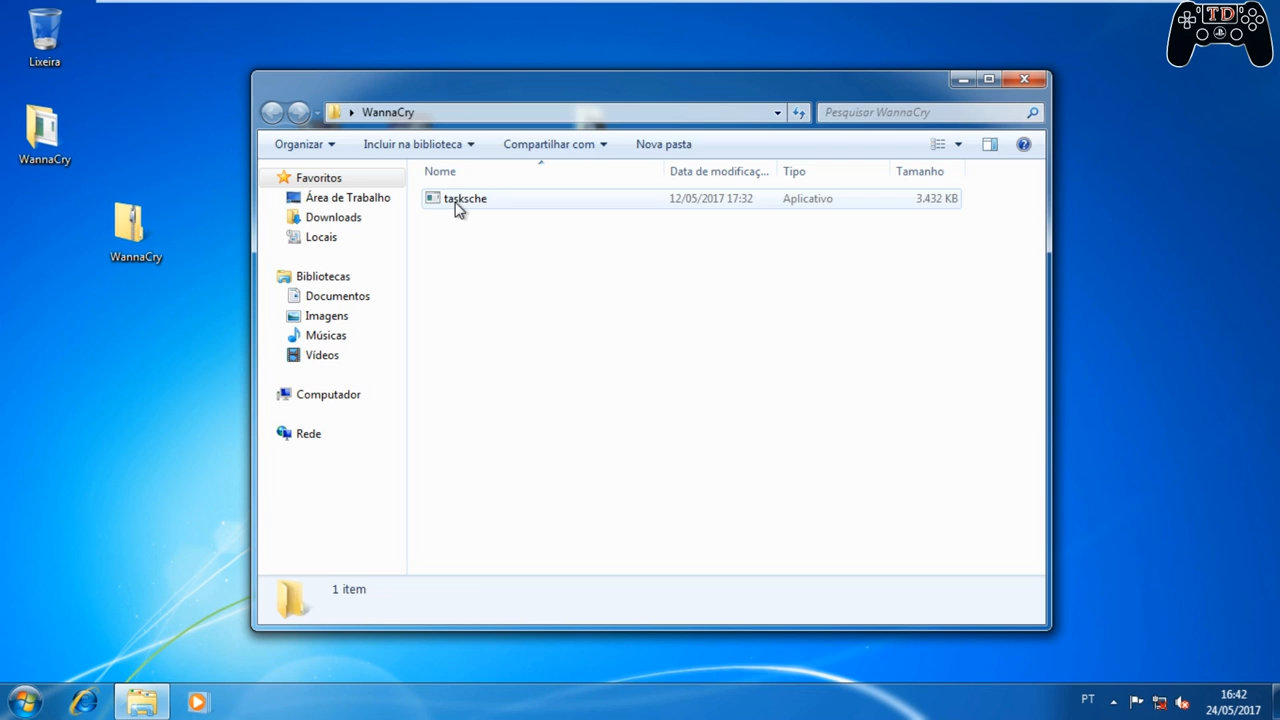 TD
Lixeira
WannaCry
WannaCry
WannaCry
Pesquisar WannaCry
Organizar
Incluir na biblioteca
Compartilhar com
Nova pasta
Nome
Data de modificaç...
Tipo
Tamanho
tasksche
12/05/2017 17:32
Aplicativo
3.432 KB
Favoritos
Área de Trabalho
Downloads
Locais
Bibliotecas
Documentos
Imagens
Músicas
Vídeos
Computador
Rede
1 item
PT
16:42
24/05/2017